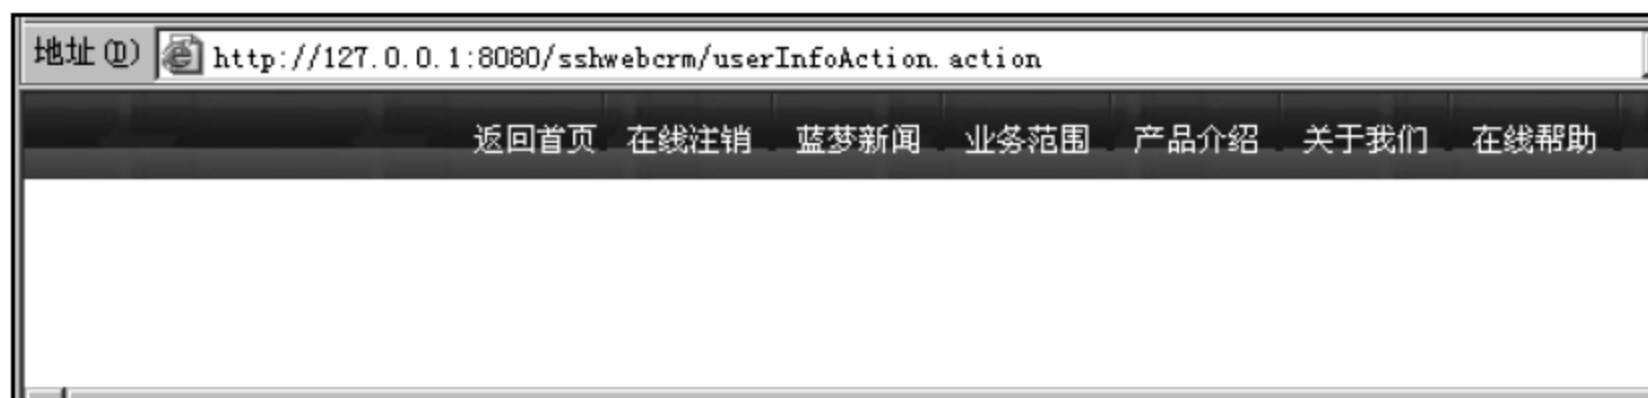 地址(D) http://127.0.0.1:8080/sshwebcrm/userInfoAction.action
返回首页 在线注销 蓝梦新闻 业务范围 产品介绍 关于我们 在线帮助